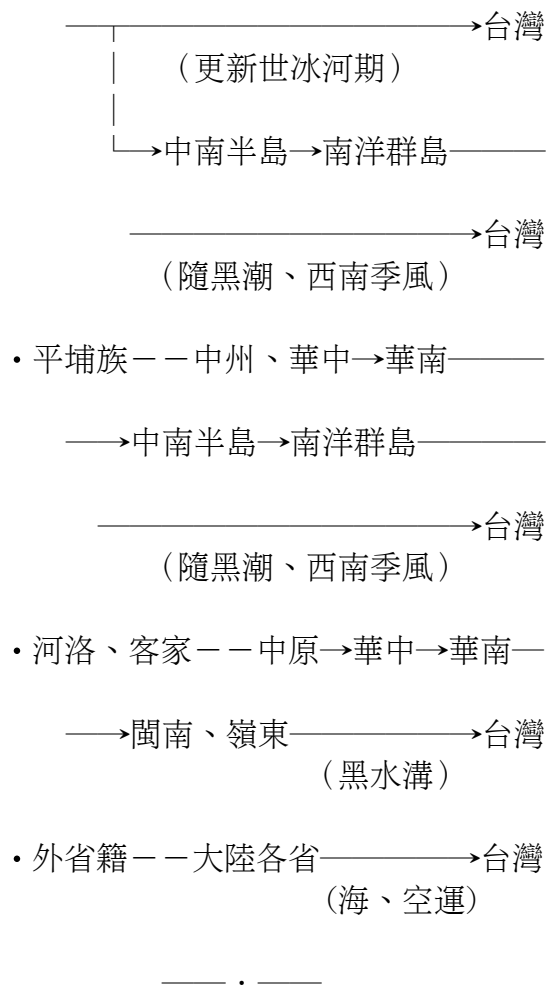 ──┬───────────→台灣
│ （更新世冰河期）
│
└─→中南半島→南洋群島───
───────────→台灣
（隨黑潮、西南季風）
・平埔族－－中州、華中→華南───
──→中南半島→南洋群島────
────────────→台灣
（隨黑潮、西南季風）
・河洛、客家－－中原→華中→華南─
──→閩南、嶺東──────→台灣
（黑水溝）
・外省籍－－大陸各省─────→台灣
（海、空運）
──・──